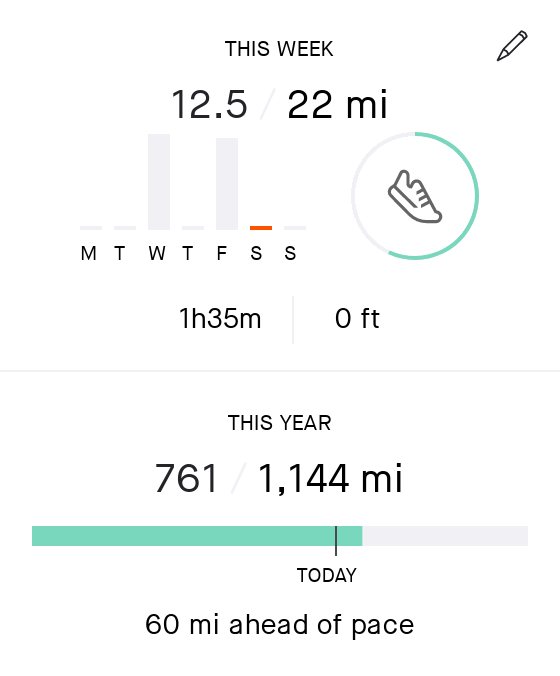 THIS WEEK
12.5 / 22 mi
M T W T F S S
1h35m 0 ft
THIS YEAR
761 / 1,144 mi
TODAY
60 mi ahead of pace